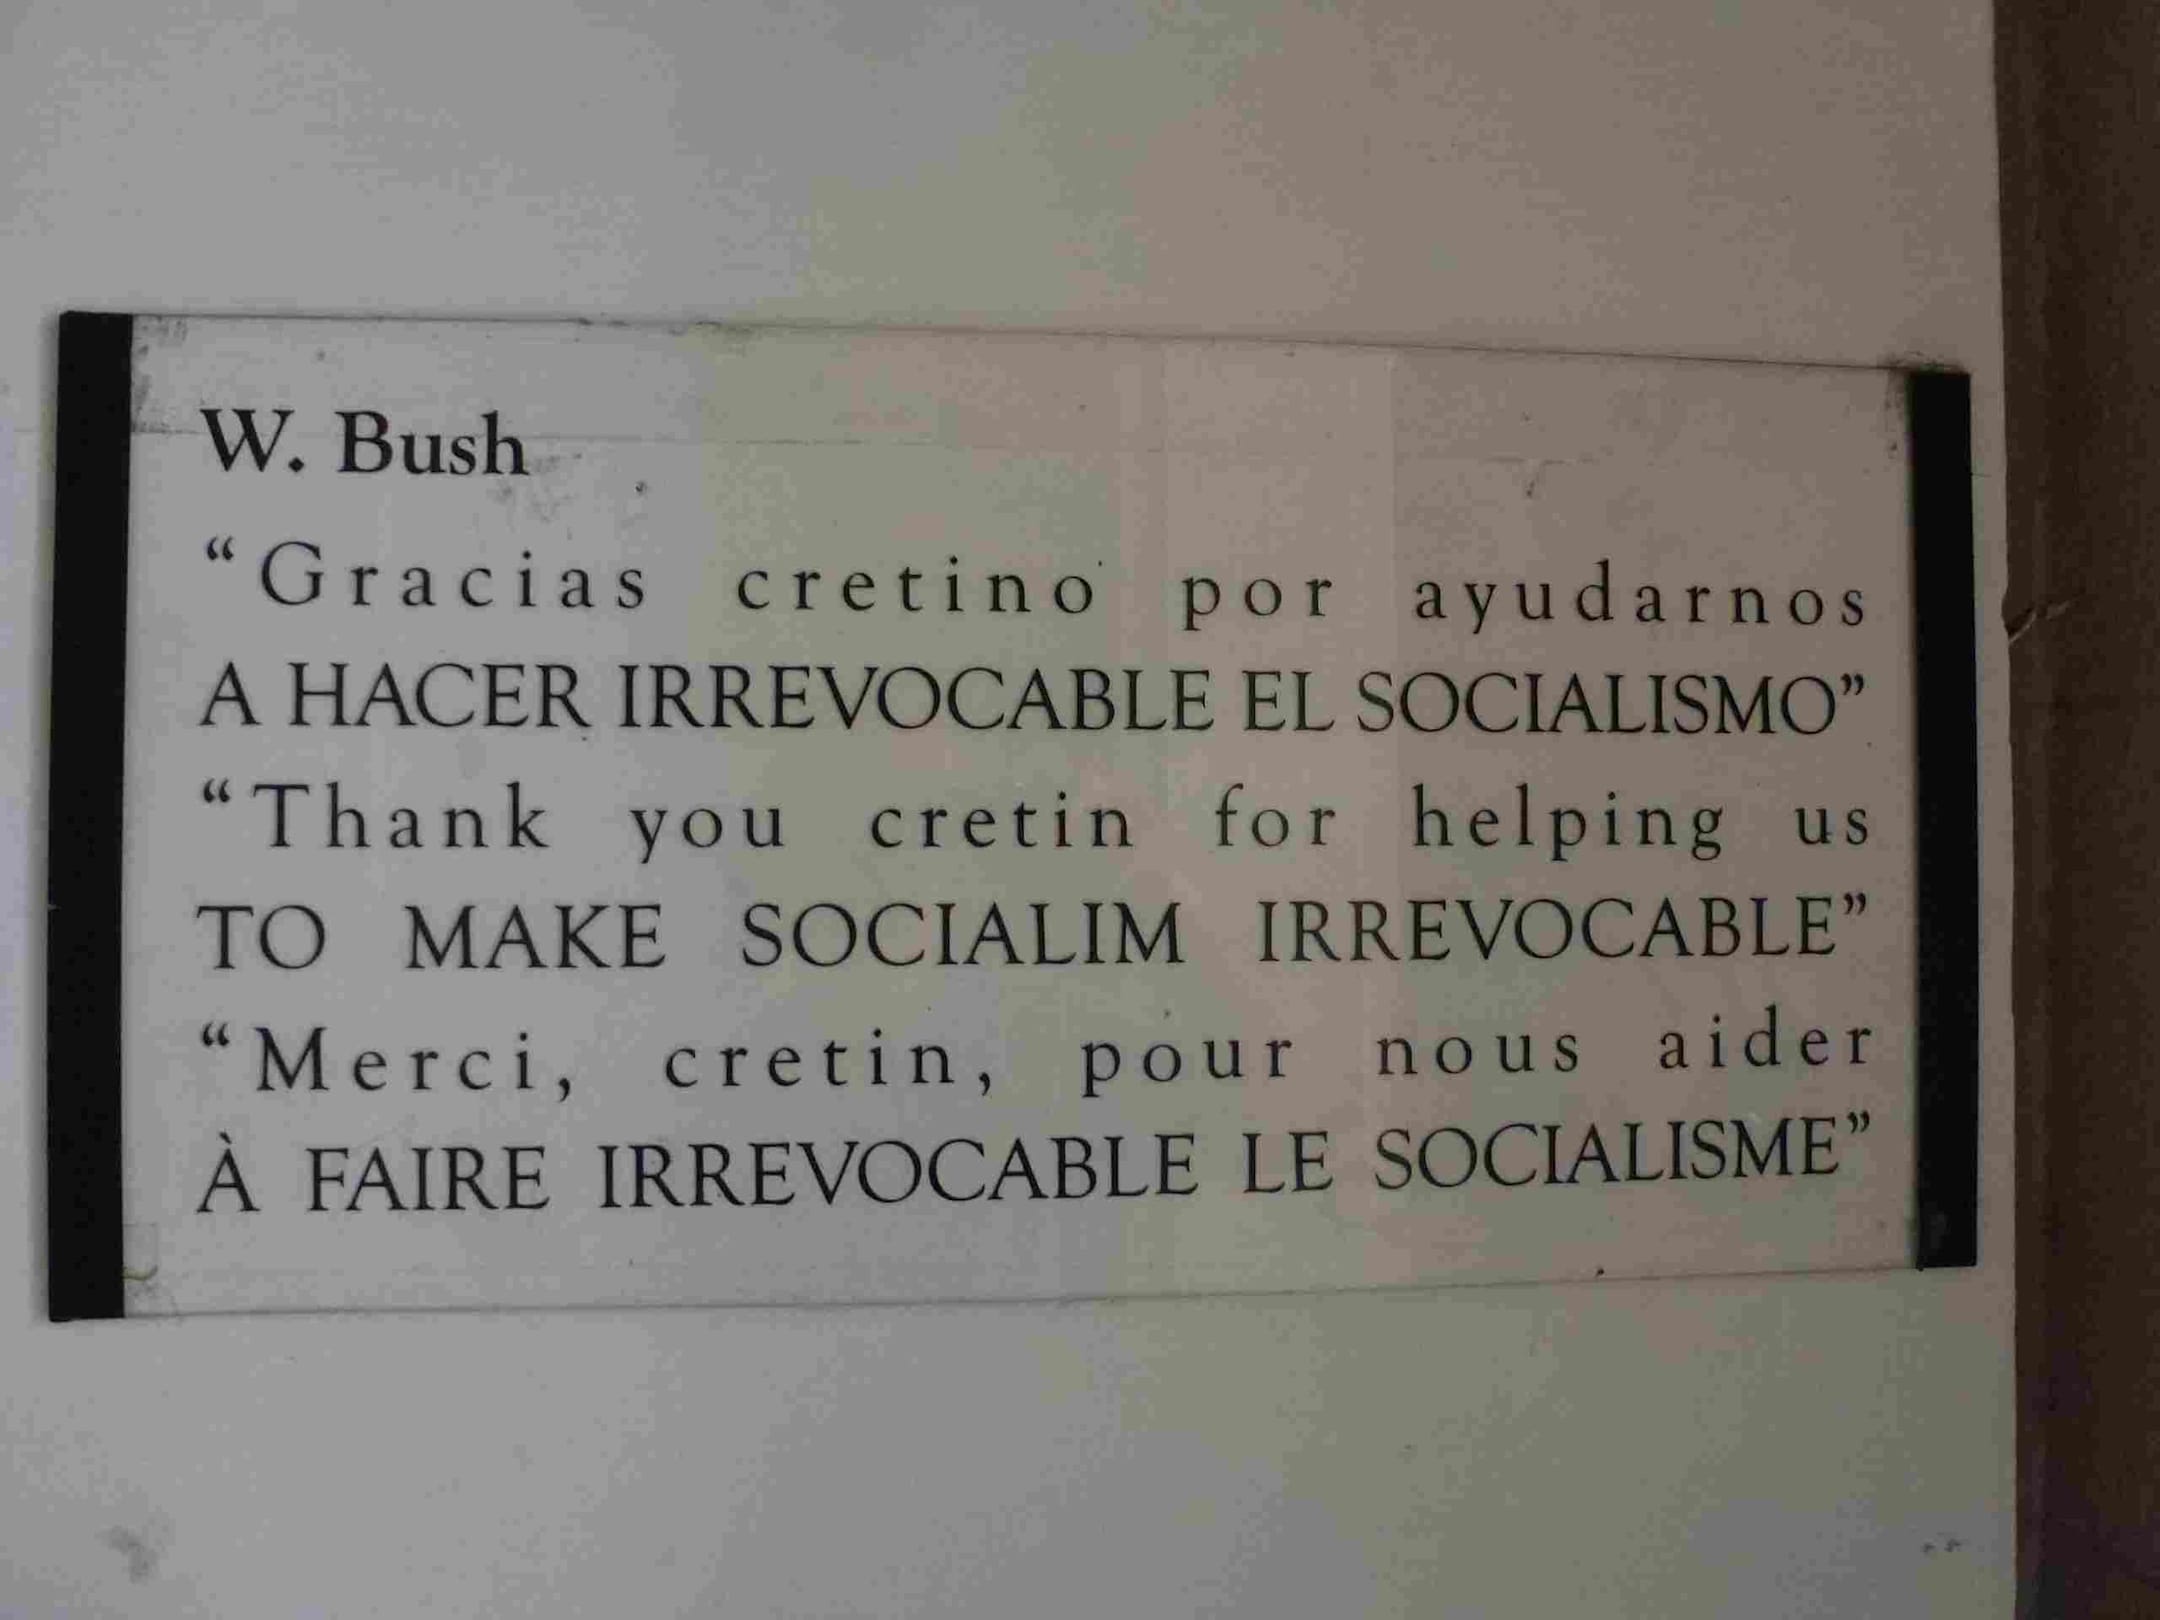 W. Bush
“Gracias cretino por ayudarnos
A HACER IRREVOCABLE EL SOCIALISMO”
“Thank you cretin for helping us
TO MAKE SOCIALIM IRREVOCABLE”
“Merci, cretin, pour nous aider
À FAIRE IRREVOCABLE LE SOCIALISME”